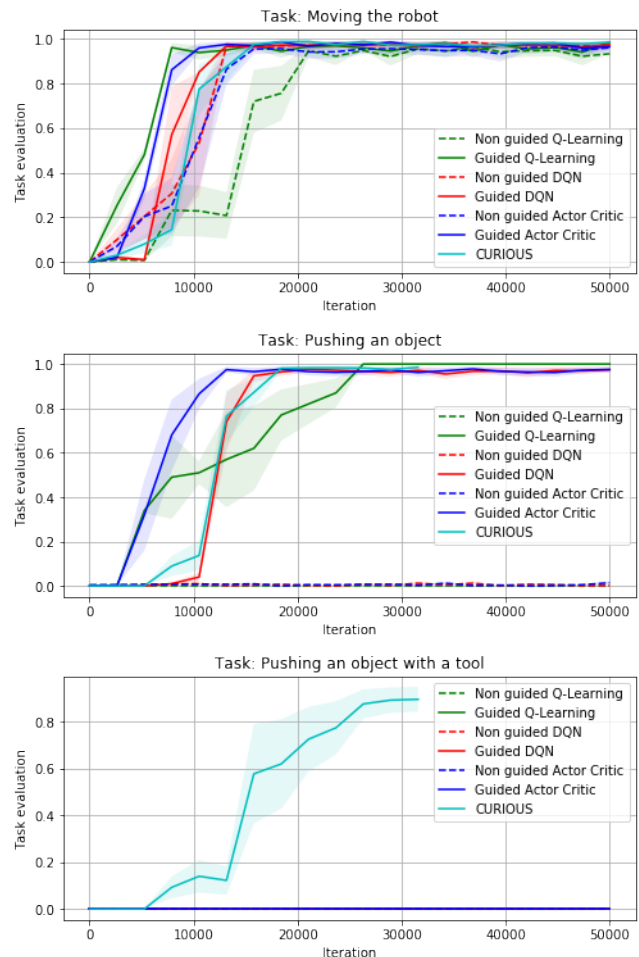 Task: Moving the robot
1.0
0.8
0.6
0.4
0.2
0.0
Task evaluation
Non guided Q-Learning
Guided Q-Learning
Non guided DQN
Guided DQN
Non guided Actor Critic
Guided Actor Critic
CURIOUS
0 10000 20000 30000 40000 50000
Iteration
Task: Pushing an object
1.0
0.8
0.6
0.4
0.2
0.0
Task evaluation
Non guided Q-Learning
Guided Q-Learning
Non guided DQN
Guided DQN
Non guided Actor Critic
Guided Actor Critic
CURIOUS
0 10000 20000 30000 40000 50000
Iteration
Task: Pushing an object with a tool
0.8
0.6
0.4
0.2
0.0
Task evaluation
Non guided Q-Learning
Guided Q-Learning
Non guided DQN
Guided DQN
Non guided Actor Critic
Guided Actor Critic
CURIOUS
0 10000 20000 30000 40000 50000
Iteration